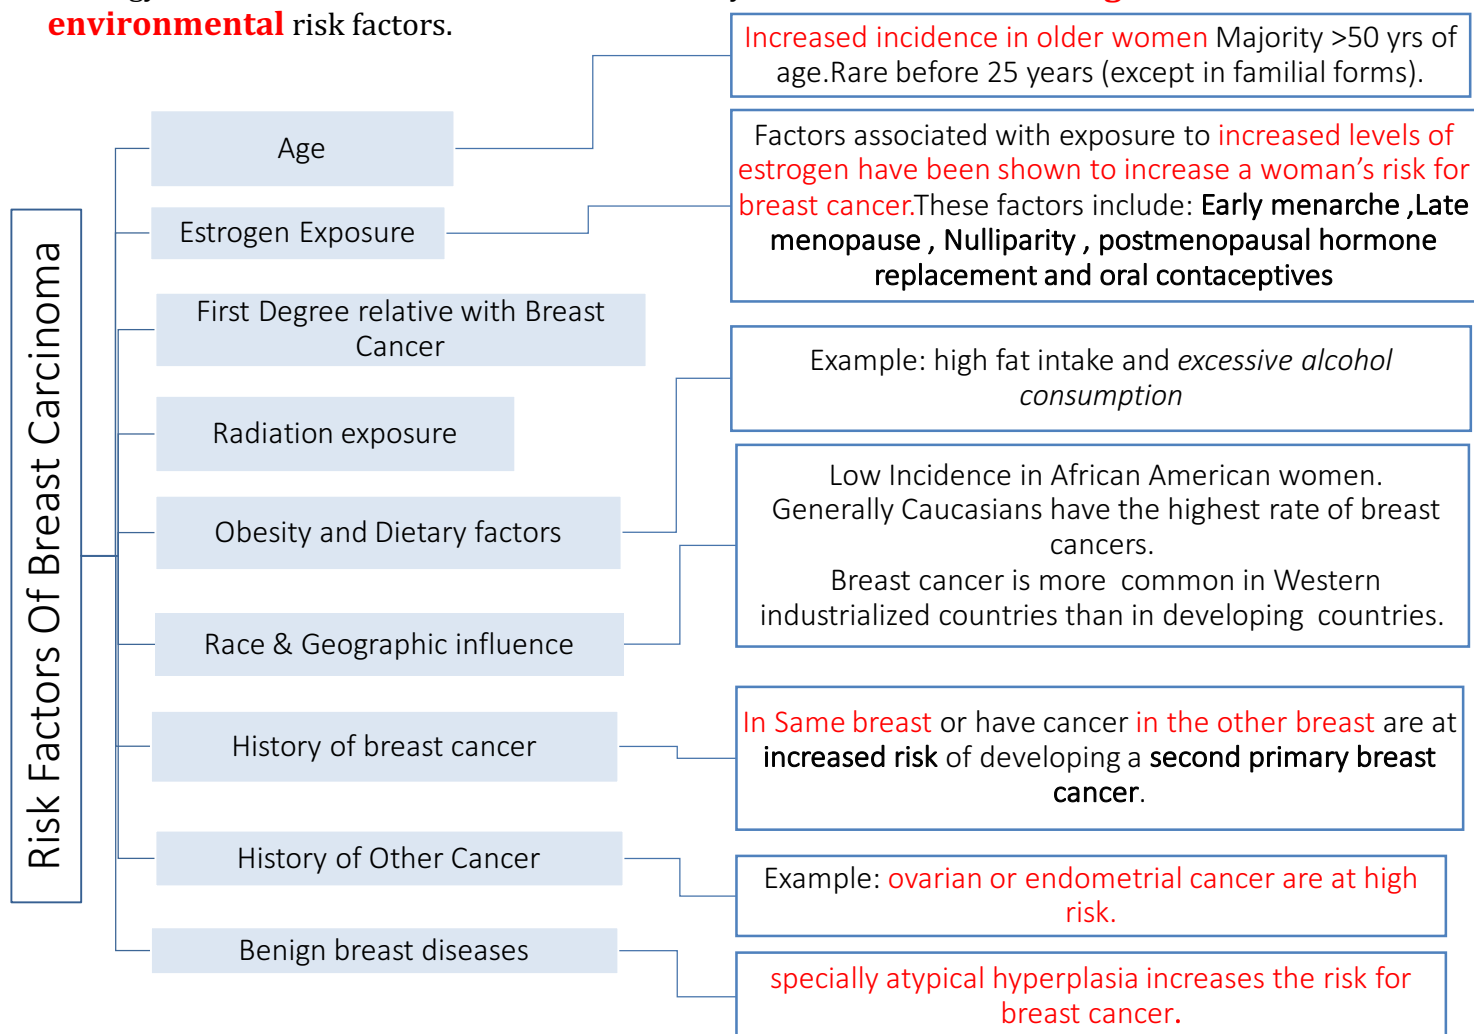 environmental risk factors.
Risk Factors Of Breast Carcinoma
Age
Increased incidence in older women Majority >50 yrs of
age.Rare before 25 years (except in familial forms).
Estrogen Exposure
Factors associated with exposure to increased levels of
estrogen have been shown to increase a woman’s risk for
breast cancer.These factors include: Early menarche ,Late
menopause , Nulliparity , postmenopausal hormone
replacement and oral contaceptives
First Degree relative with Breast
Cancer
Radiation exposure
Obesity and Dietary factors
Example: high fat intake and excessive alcohol
consumption
Race & Geographic influence
Low Incidence in African American women.
Generally Caucasians have the highest rate of breast
cancers.
Breast cancer is more common in Western
industrialized countries than in developing countries.
History of breast cancer
In Same breast or have cancer in the other breast are at
increased risk of developing a second primary breast
cancer.
History of Other Cancer
Example: ovarian or endometrial cancer are at high
risk.
Benign breast diseases
specially atypical hyperplasia increases the risk for
breast cancer.